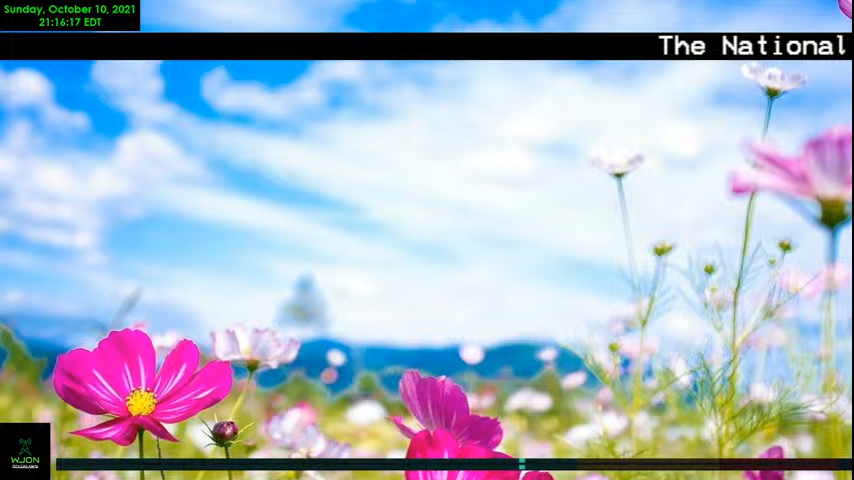 Sunday, October 10, 2021
21:16:17 EDT
The National
WJON